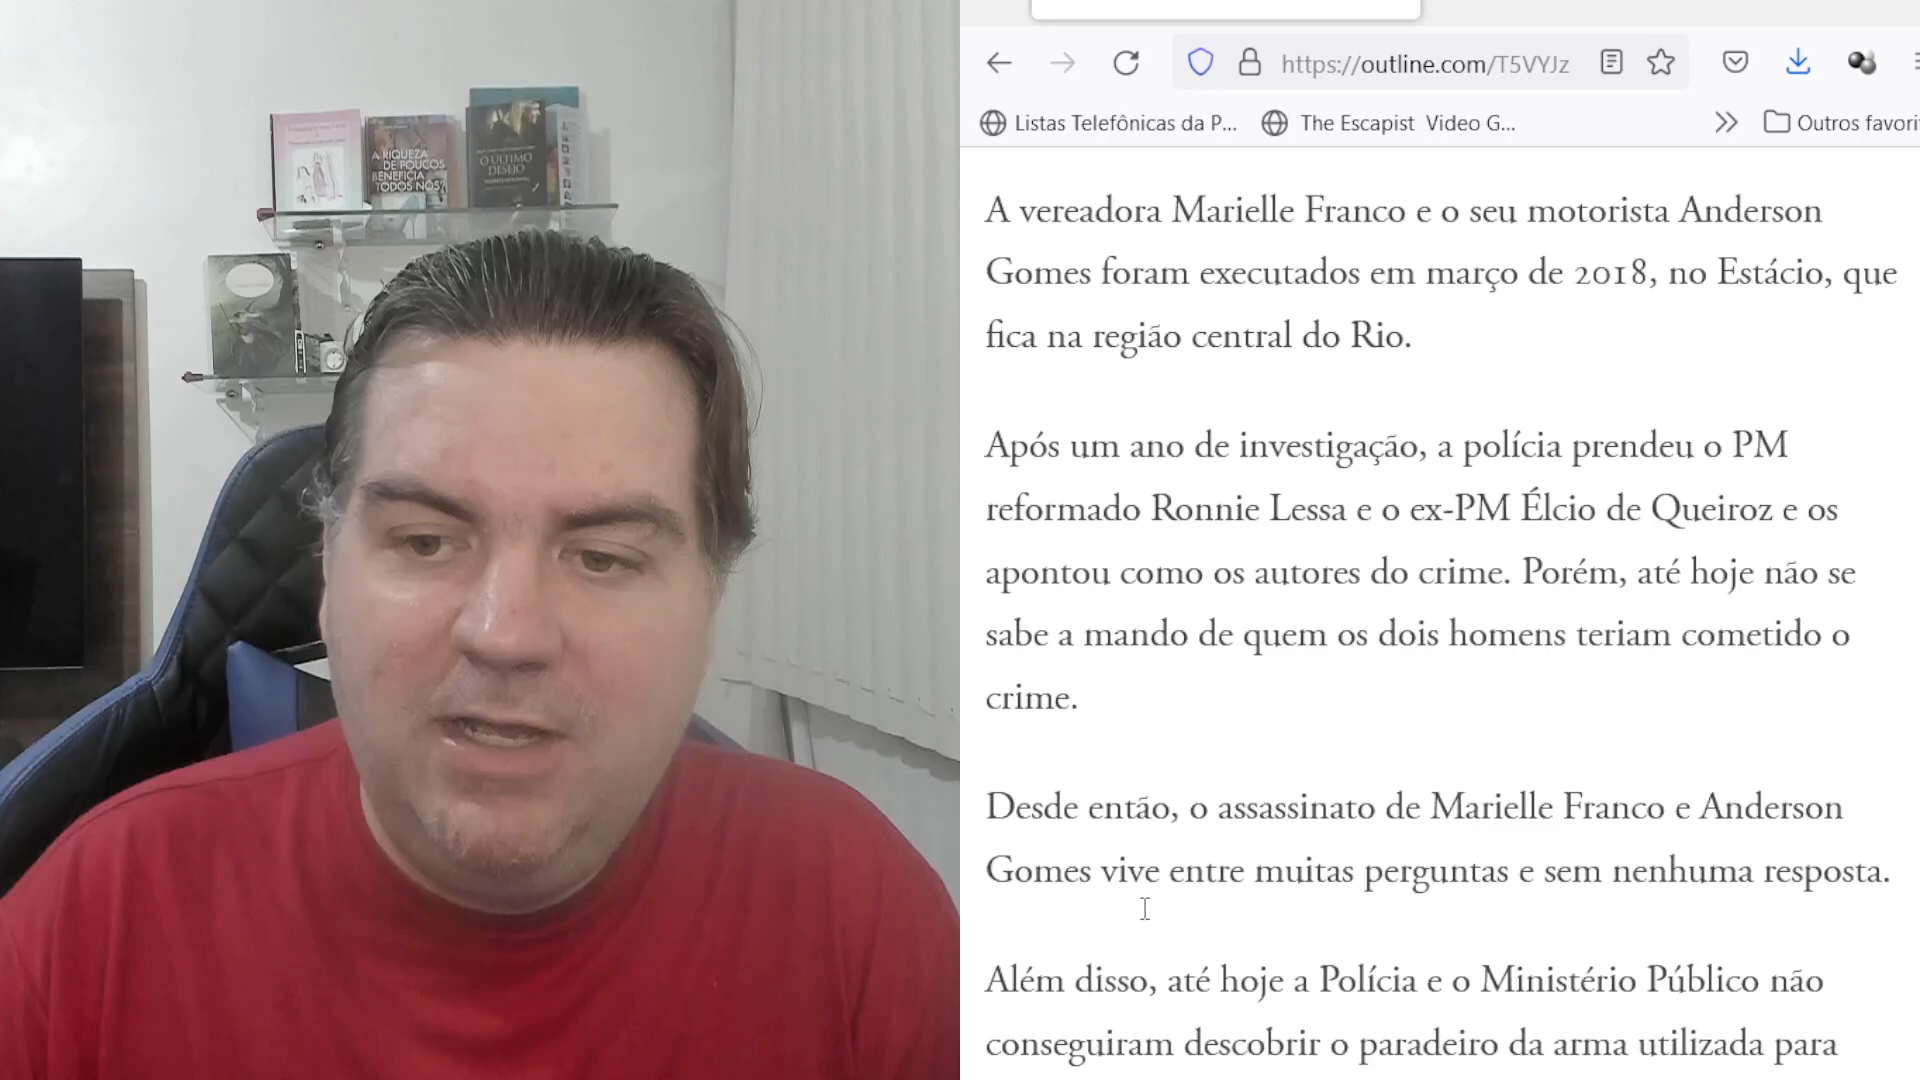 A RIQUEZA
DE POUCOS
BENEFICIA
TODOS NÓS?
O ÚLTIMO
DESEJO
https://outline.com/T5VYJz
Listas Telefônicas da P...
The Escapist Video G...
Outros favori
A vereadora Marielle Franco e o seu motorista Anderson
Gomes foram executados em março de 2018, no Estácio, que
fica na região central do Rio.
Após um ano de investigação, a polícia prendeu o PM
reformado Ronnie Lessa e o ex-PM Élcio de Queiroz e os
apontou como os autores do crime. Porém, até hoje não se
sabe a mando de quem os dois homens teriam cometido o
crime.
Desde então, o assassinato de Marielle Franco e Anderson
Gomes vive entre muitas perguntas e sem nenhuma resposta.
Além disso, até hoje a Polícia e o Ministério Público não
conseguiram descobrir o paradeiro da arma utilizada para